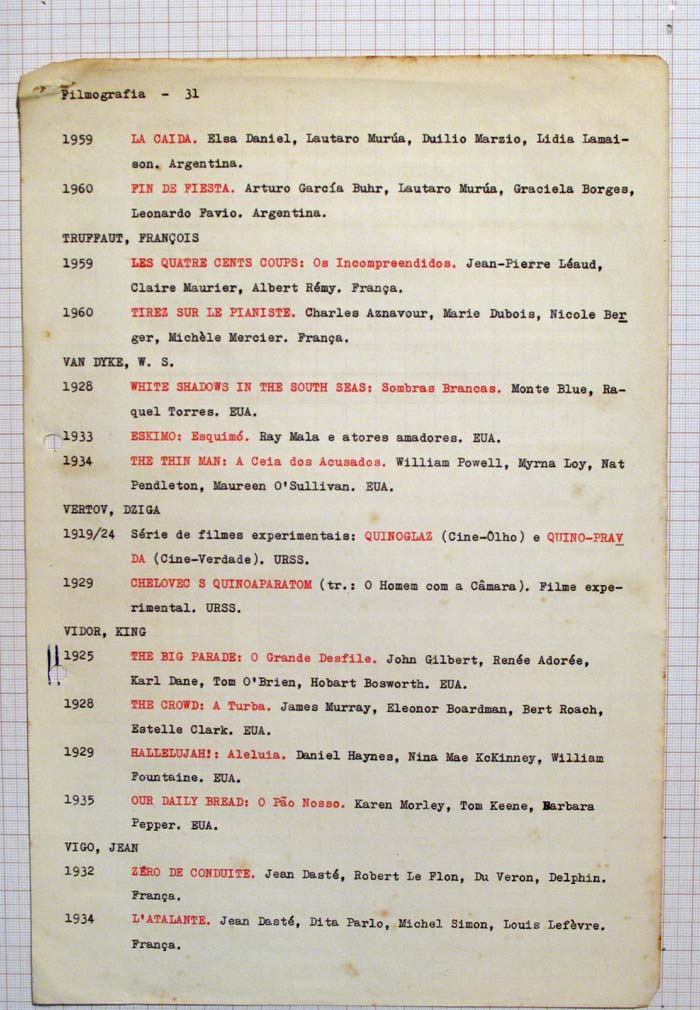 Filmografia - 31
1959 LA CAIDA. Elsa Daniel, Lautaro Murúa, Duilio Marzio, Lidia Lamai-
son. Argentina.
1960 FIN DE FIESTA. Arturo García Buhr, Lautaro Murúa, Graciela Borges,
Leonardo Favio. Argentina.
TRUFFAUT, FRANÇOIS
1959 LES QUATRE CENTS COUPS: Os Incompreendidos. Jean-Pierre Léaud,
Claire Maurier, Albert Rémy. França.
1960 TIREZ SUR LE PIANISTE. Charles Aznavour, Marie Dubois, Nicole Ber
ger, Michèle Mercier. França.
VAN DYKE, W. S.
1928 WHITE SHADOWS IN THE SOUTH SEAS: Sombras Brancas. Monte Blue, Ra-
quel Torres. EUA.
1933 ESKIMO: Esquimó. Ray Mala e atores amadores. EUA.
1934 THE THIN MAN: A Ceia dos Acusados. William Powell, Myrna Loy, Nat
Pendleton, Maureen O'Sullivan. EUA.
VERTOV, DZIGA
1919/24 Série de filmes experimentais: QUINOGLAZ (Cine-Ôlho) e QUINO-PRAV
DA (Cine-Verdade). URSS.
1929 CHELOVEC S QUINOAPARATOM (tr.: O Homem com a Câmara). Filme expe-
rimental. URSS.
VIDOR, KING
1925 THE BIG PARADE: O Grande Desfile. John Gilbert, Renée Adorée,
Karl Dane, Tom O'Brien, Hobart Bosworth. EUA.
1928 THE CROWD: A Turba. James Murray, Eleonor Boardman, Bert Roach,
Estelle Clark. EUA.
1929 HALLELUJAH!: Aleluia. Daniel Haynes, Nina Mae KcKinney, William
Fountaine. EUA.
1935 OUR DAILY BREAD: O Pão Nosso. Karen Morley, Tom Keene, Barbara
Pepper. EUA.
VIGO, JEAN
1932 ZÉRO DE CONDUITE. Jean Dasté, Robert Le Flon, Du Veron, Delphin.
França.
1934 L'ATALANTE. Jean Dasté, Dita Parlo, Michel Simon, Louis Lefèvre.
França.